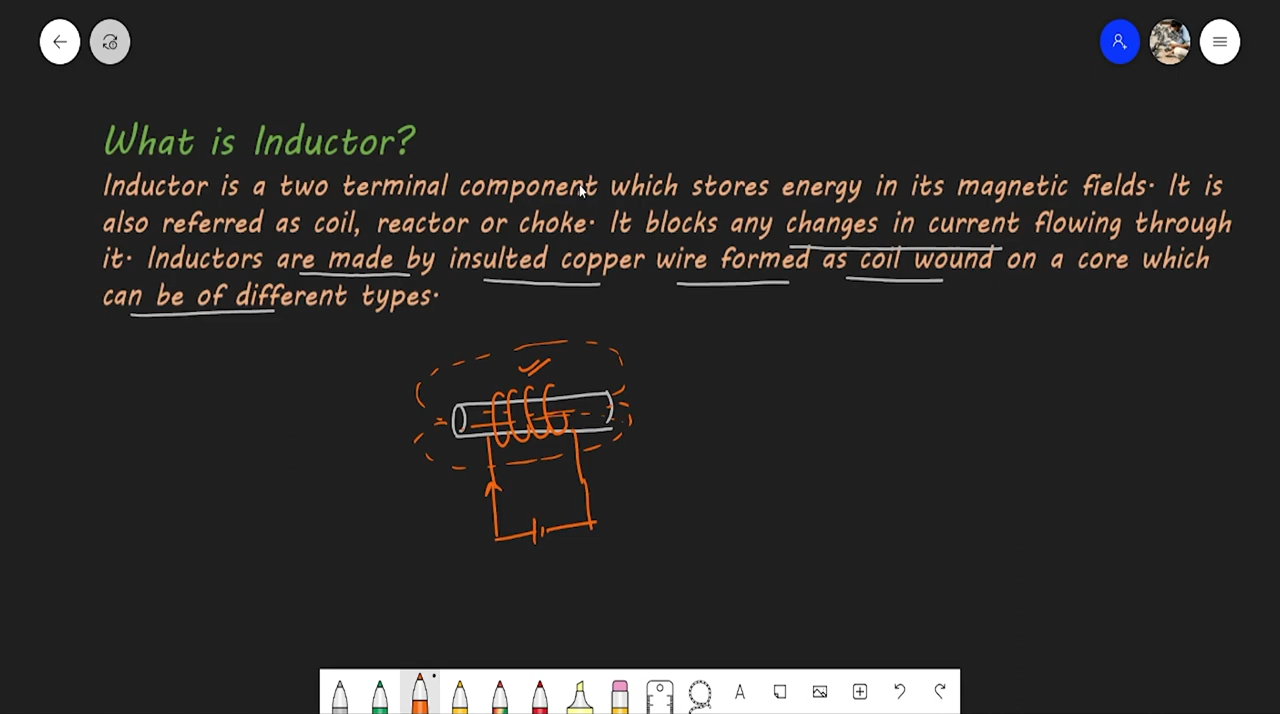 What is Inductor?
Inductor is a two terminal component which stores energy in its magnetic fields. It is
also referred as coil, reactor or choke. It blocks any changes in current flowing through
it. Inductors are made by insulted copper wire formed as coil wound on a core which
can be of different types.
A